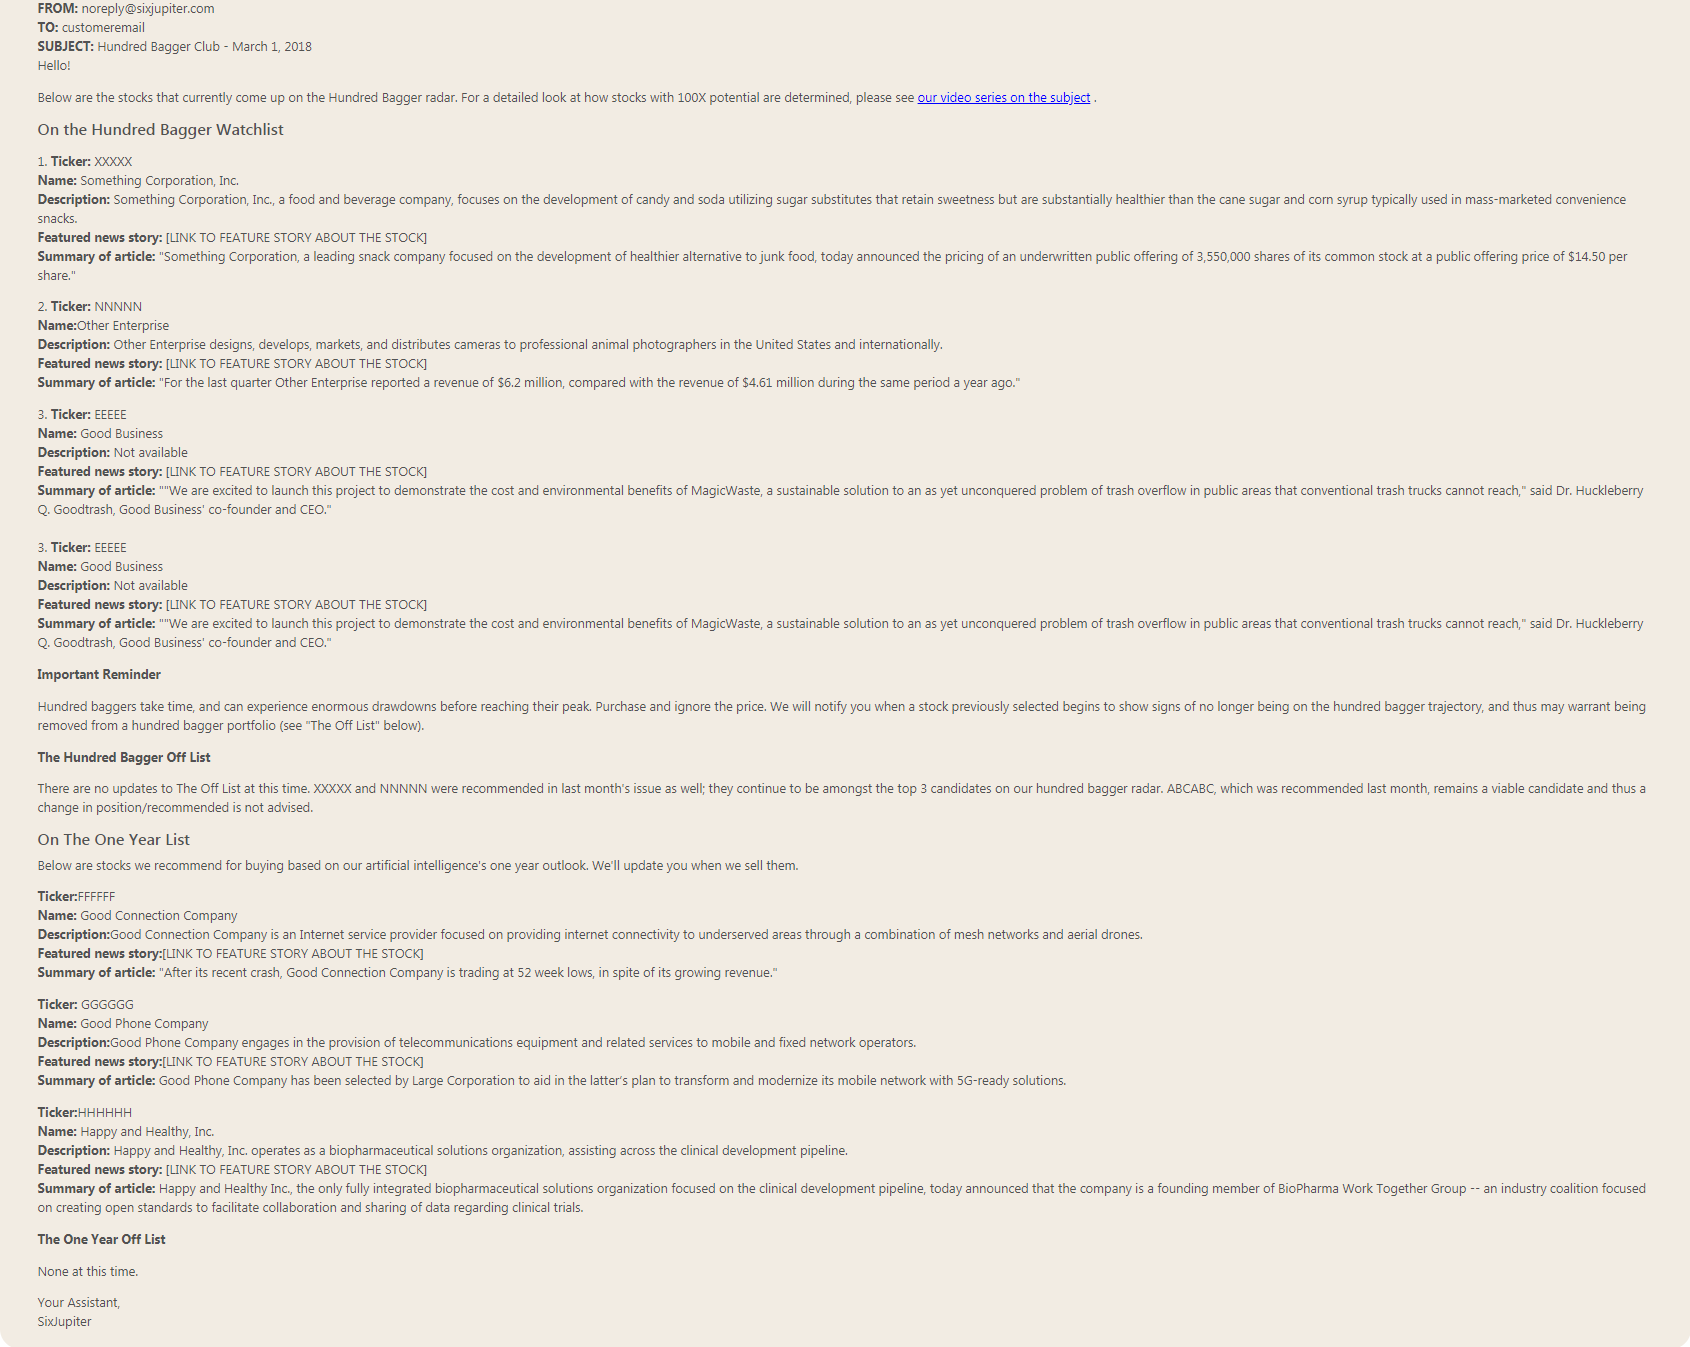 FROM: noreply@sixjupiter.com
TO: customeremail
SUBJECT: Hundred Bagger Club - March 1, 2018
Hello!
Below are the stocks that currently come up on the Hundred Bagger radar. For a detailed look at how stocks with 100X potential are determined, please see our video series on the subject .
On the Hundred Bagger Watchlist
1. Ticker: XXXXX
Name: Something Corporation, Inc.
Description: Something Corporation, Inc., a food and beverage company, focuses on the development of candy and soda utilizing sugar substitutes that retain sweetness but are substantially healthier than the cane sugar and corn syrup typically used in mass-marketed convenience
snacks.
Featured news story: [LINK TO FEATURE STORY ABOUT THE STOCK]
Summary of article: "Something Corporation, a leading snack company focused on the development of healthier alternative to junk food, today announced the pricing of an underwritten public offering of 3,550,000 shares of its common stock at a public offering price of $14.50 per
share."
2. Ticker: NNNNN
Name:Other Enterprise
Description: Other Enterprise designs, develops, markets, and distributes cameras to professional animal photographers in the United States and internationally.
Featured news story: [LINK TO FEATURE STORY ABOUT THE STOCK]
Summary of article: "For the last quarter Other Enterprise reported a revenue of $6.2 million, compared with the revenue of $4.61 million during the same period a year ago."
3. Ticker: EEEEE
Name: Good Business
Description: Not available
Featured news story: [LINK TO FEATURE STORY ABOUT THE STOCK]
Summary of article: ""We are excited to launch this project to demonstrate the cost and environmental benefits of MagicWaste, a sustainable solution to an as yet unconquered problem of trash overflow in public areas that conventional trash trucks cannot reach," said Dr. Huckleberry
Q. Goodtrash, Good Business' co-founder and CEO."
3. Ticker: EEEEE
Name: Good Business
Description: Not available
Featured news story: [LINK TO FEATURE STORY ABOUT THE STOCK]
Summary of article: ""We are excited to launch this project to demonstrate the cost and environmental benefits of MagicWaste, a sustainable solution to an as yet unconquered problem of trash overflow in public areas that conventional trash trucks cannot reach," said Dr. Huckleberry
Q. Goodtrash, Good Business' co-founder and CEO."
Important Reminder
Hundred baggers take time, and can experience enormous drawdowns before reaching their peak. Purchase and ignore the price. We will notify you when a stock previously selected begins to show signs of no longer being on the hundred bagger trajectory, and thus may warrant being
removed from a hundred bagger portfolio (see "The Off List" below).
The Hundred Bagger Off List
There are no updates to The Off List at this time. XXXXX and NNNNN were recommended in last month's issue as well; they continue to be amongst the top 3 candidates on our hundred bagger radar. ABCABC, which was recommended last month, remains a viable candidate and thus a
change in position/recommended is not advised.
On The One Year List
Below are stocks we recommend for buying based on our artificial intelligence's one year outlook. We'll update you when we sell them.
Ticker:FFFFFF
Name: Good Connection Company
Description:Good Connection Company is an Internet service provider focused on providing internet connectivity to underserved areas through a combination of mesh networks and aerial drones.
Featured news story:[LINK TO FEATURE STORY ABOUT THE STOCK]
Summary of article: "After its recent crash, Good Connection Company is trading at 52 week lows, in spite of its growing revenue."
Ticker: GGGGGG
Name: Good Phone Company
Description:Good Phone Company engages in the provision of telecommunications equipment and related services to mobile and fixed network operators.
Featured news story:[LINK TO FEATURE STORY ABOUT THE STOCK]
Summary of article: Good Phone Company has been selected by Large Corporation to aid in the latter's plan to transform and modernize its mobile network with 5G-ready solutions.
Ticker:HHHHHH
Name: Happy and Healthy, Inc.
Description: Happy and Healthy, Inc. operates as a biopharmaceutical solutions organization, assisting across the clinical development pipeline.
Featured news story: [LINK TO FEATURE STORY ABOUT THE STOCK]
Summary of article: Happy and Healthy Inc., the only fully integrated biopharmaceutical solutions organization focused on the clinical development pipeline, today announced that the company is a founding member of BioPharma Work Together Group -- an industry coalition focused
on creating open standards to facilitate collaboration and sharing of data regarding clinical trials.
The One Year Off List
None at this time.
Your Assistant,
SixJupiter